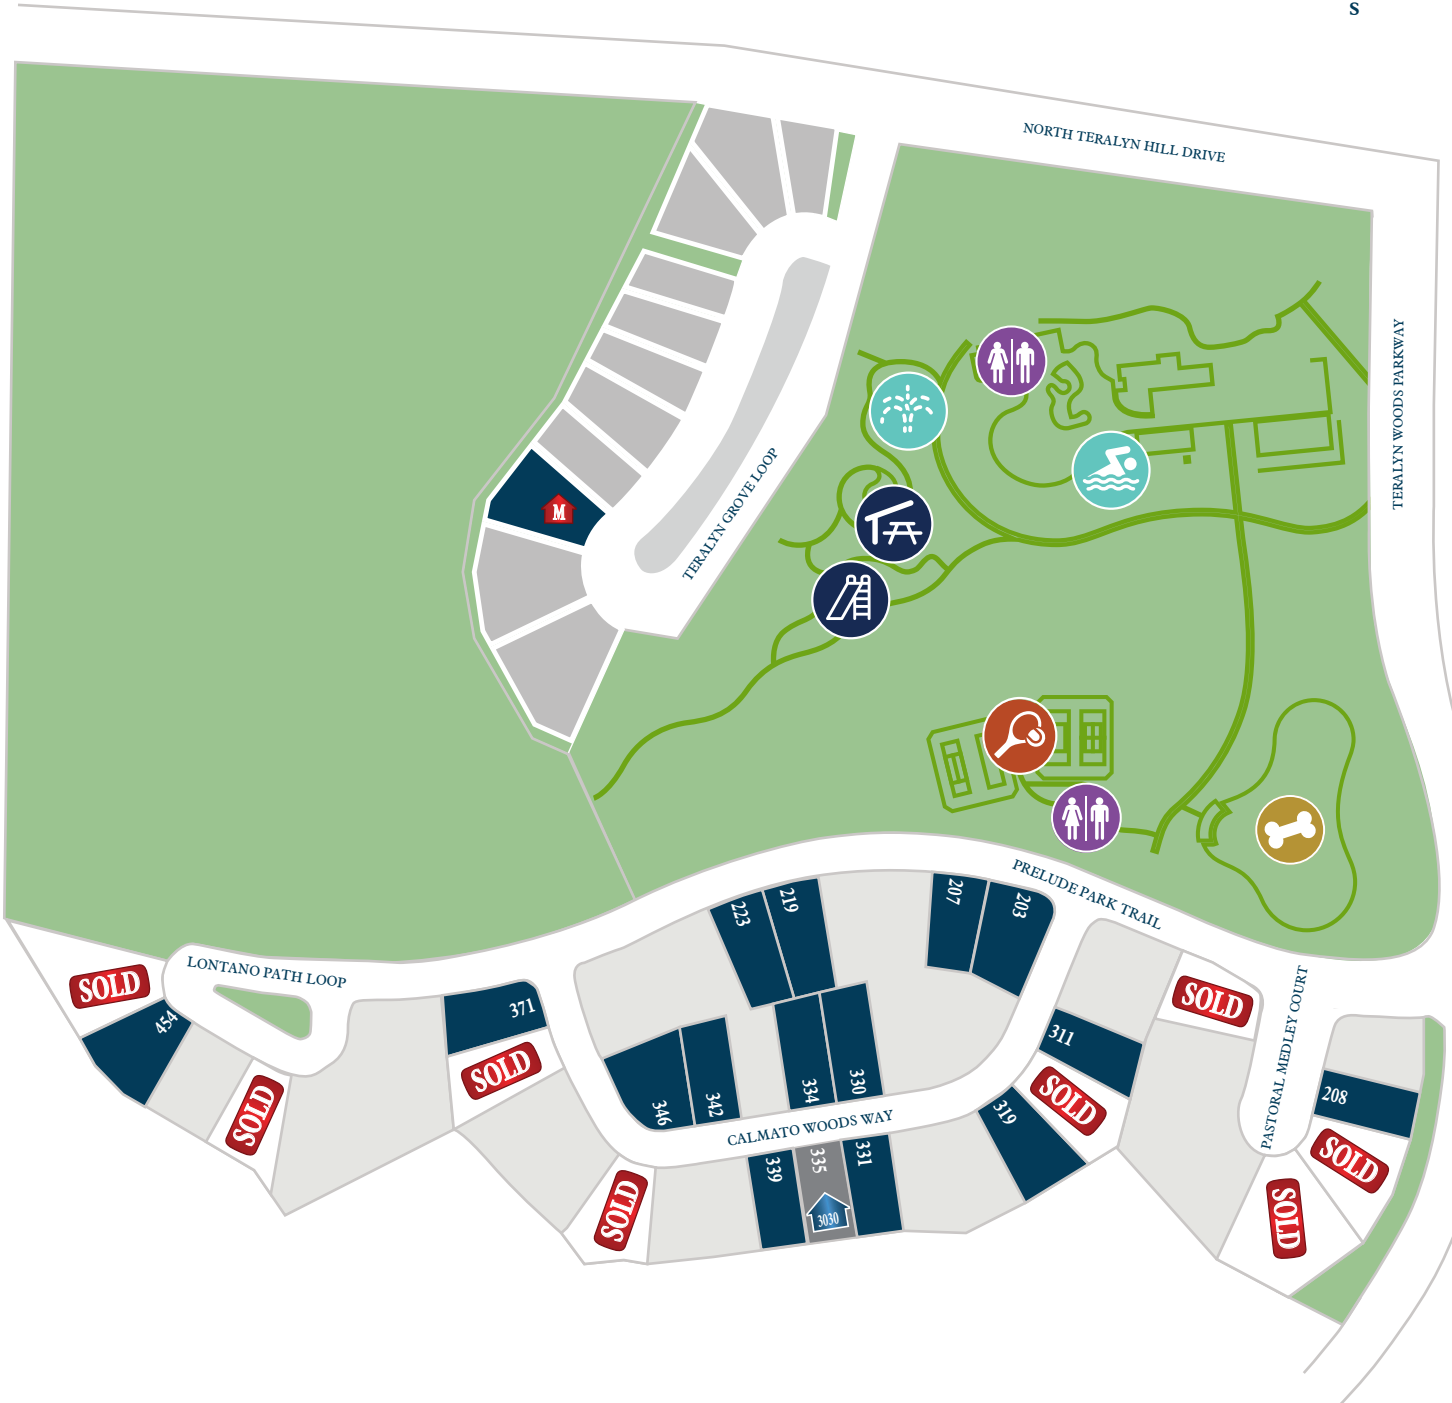 S
NORTH TERALYN HILL DRIVE
TERALYN WOODS PARKWAY
M
TERALYN GROVE LOOP
PRELUDE PARK TRAIL
207
203
219
223
LONTANO PATH LOOP
SOLD
454
SOLD
371
SOLD
346
342
334
330
CALMATO WOODS WAY
339
335
3030
331
SOLD
319
311
SOLD
SOLD
PASTORAL MEDLEY COURT
208
SOLD
SOLD